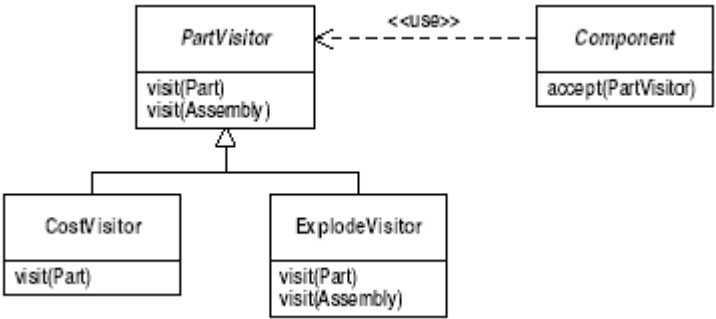 PartVisitor
visit(Part)
visit(Assembly)
<<use>>
Component
accept(PartVisitor)
CostVisitor
visit(Part)
ExplodeVisitor
visit(Part)
visit(Assembly)